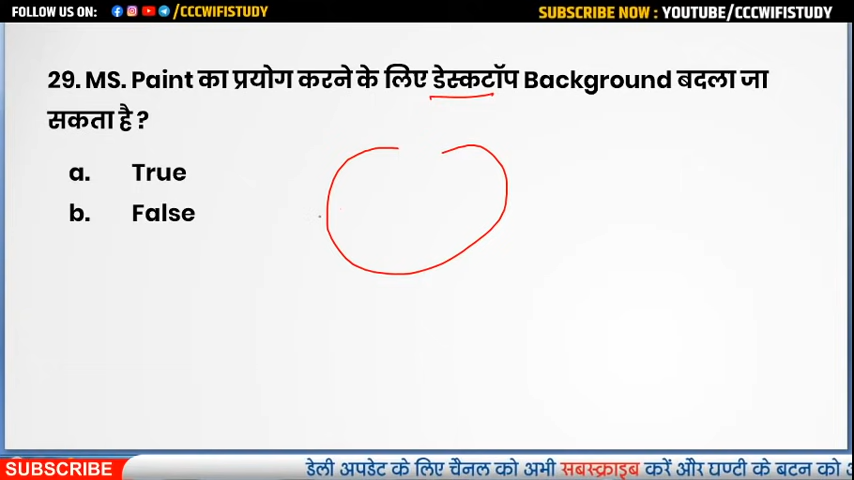 FOLLOW US ON: /CCCWIFISTUDY
SUBSCRIBE NOW : YOUTUBE/CCCWIFISTUDY
29. MS. Paint का प्रयोग करने के लिए डेस्कटॉप Background बदला जा
सकता है ?
a. True
b. False
SUBSCRIBE
डेली अपडेट के लिए चैनल को अभी सबस्क्राइब करें और घण्टी के बटन को